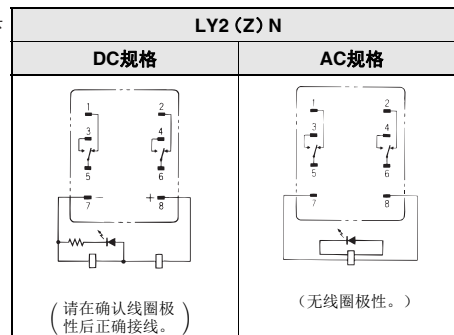 LY2（Z）N
DC规格
AC规格
1 2
3 4
5 6
7 − + 8
1 2
3 4
5 6
7 8
（请在确认线圈极
性后正确接线。）
（无线圈极性。）